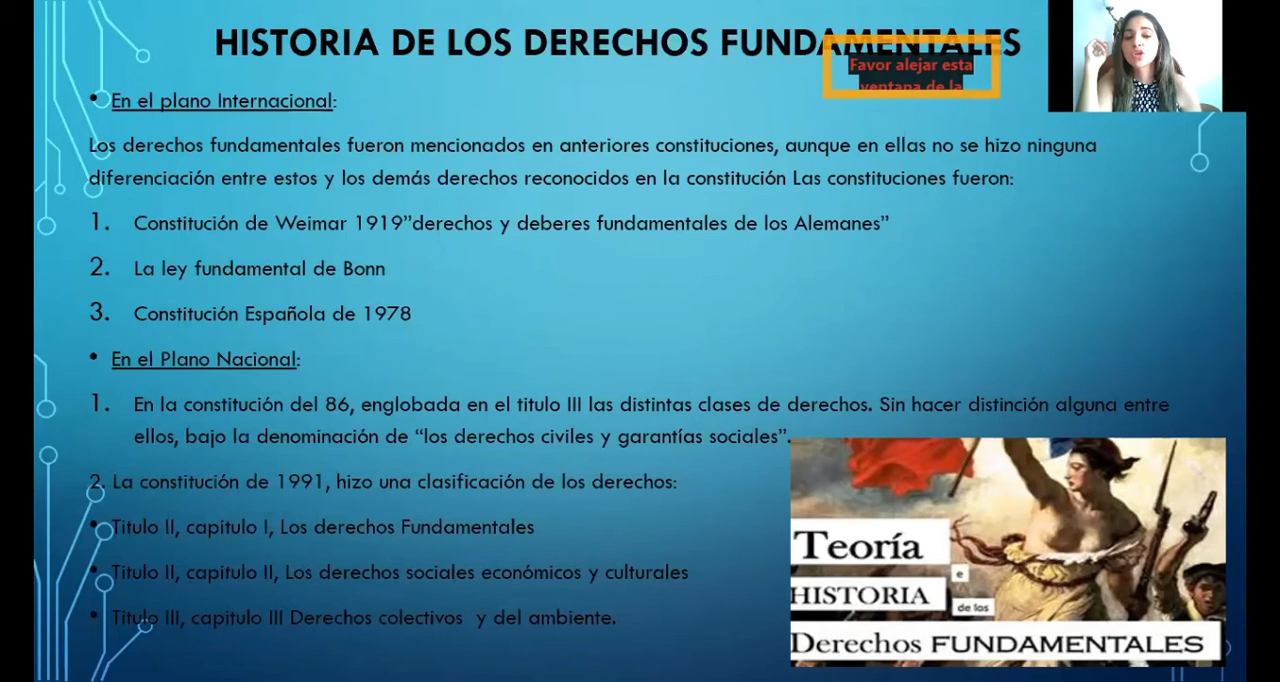 HISTORIA DE LOS DERECHOS FUNDAMENTALES
Favor alejar esta
ventana de la
• En el plano Internacional:
Los derechos fundamentales fueron mencionados en anteriores constituciones, aunque en ellas no se hizo ninguna
diferenciación entre estos y los demás derechos reconocidos en la constitución Las constituciones fueron:
1. Constitución de Weimar 1919”derechos y deberes fundamentales de los Alemanes”
2. La ley fundamental de Bonn
3. Constitución Española de 1978
• En el Plano Nacional:
1. En la constitución del 86, englobada en el titulo III las distintas clases de derechos. Sin hacer distinción alguna entre
ellos, bajo la denominación de “los derechos civiles y garantías sociales”.
2. La constitución de 1991, hizo una clasificación de los derechos:
• Titulo II, capitulo I, Los derechos Fundamentales
• Titulo II, capitulo II, Los derechos sociales económicos y culturales
• Titulo III, capitulo III Derechos colectivos y del ambiente.
Teoría
e
HISTORIA
de los
Derechos FUNDAMENTALES